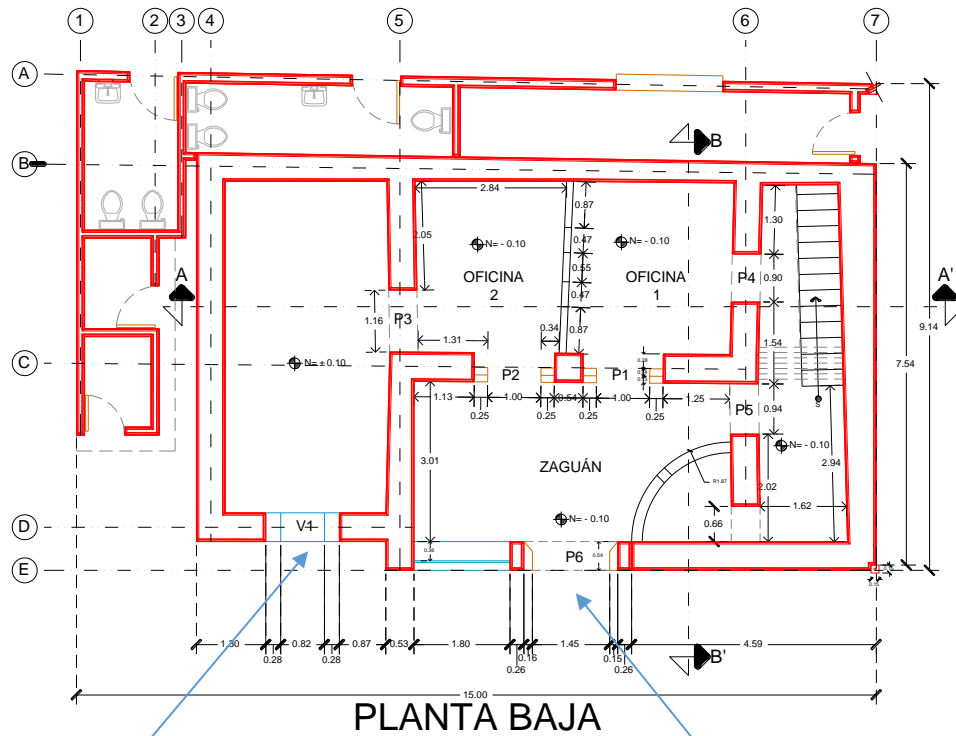 1 2 3 4 5 6 7
A
B
B
2.84
0.87
1.30
2.05
N= - 0.10
N= - 0.10
0.47
A
OFICINA
2
0.55
OFICINA
1
P4
0.90
A'
0.47
9.14
1.16
P3
0.34
0.87
1.54
7.54
1.31
C
N= ± 0.10
P2
P1
1.13
1.00
0.54
1.00
1.25
P5
0.94
0.25
0.25
0.25
0.25
S
N= - 0.10
3.01
ZAGUÁN
2.94
2.02
R1.87
1.62
0.66
D
V1
N= - 0.10
0.36
P6
0.54
E
0.15
1.30
0.82
0.87
0.53
1.80
0.16
1.45
0.15
4.59
0.28
0.28
0.26
0.26
B'
15.00
PLANTA BAJA